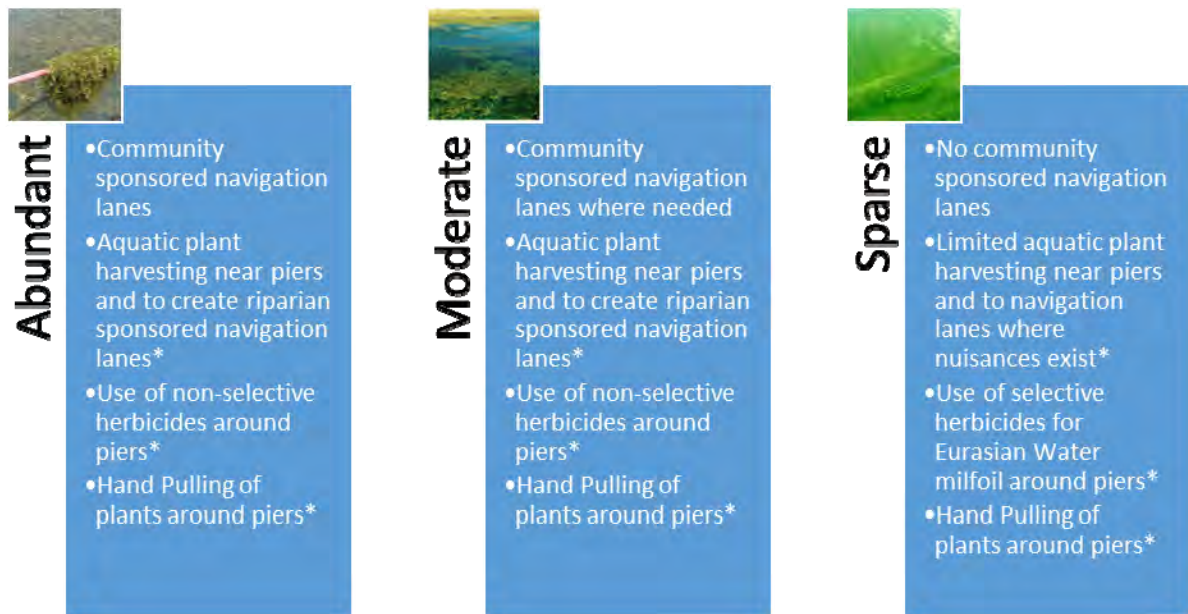 Abundant
•Community
sponsored navigation
lanes
•Aquatic plant
harvesting near piers
and to create riparian
sponsored navigation
lanes*
•Use of non-selective
herbicides around
piers*
•Hand Pulling of
plants around piers*
Moderate
•Community
sponsored navigation
lanes where needed
•Aquatic plant
harvesting near piers
and to create riparian
sponsored navigation
lanes*
•Use of non-selective
herbicides around
piers*
•Hand Pulling of
plants around piers*
Sparse
•No community
sponsored navigation
lanes
•Limited aquatic plant
harvesting near piers
and to navigation
lanes where
nuisances exist*
•Use of selective
herbicides for
Eurasian Water
milfoil around piers*
•Hand Pulling of
plants around piers*